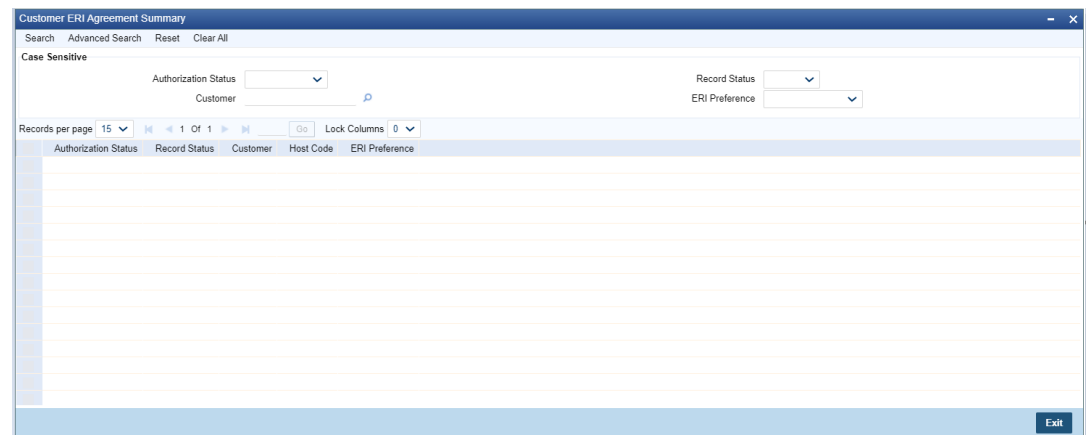 Customer ERI Agreement Summary
Search Advanced Search Reset Clear All
Case Sensitive
Authorization Status Record Status
Customer ERI Preference
Records per page 15 1 Of 1 Go Lock Columns 0
Authorization Status Record Status Customer Host Code ERI Preference
Exit